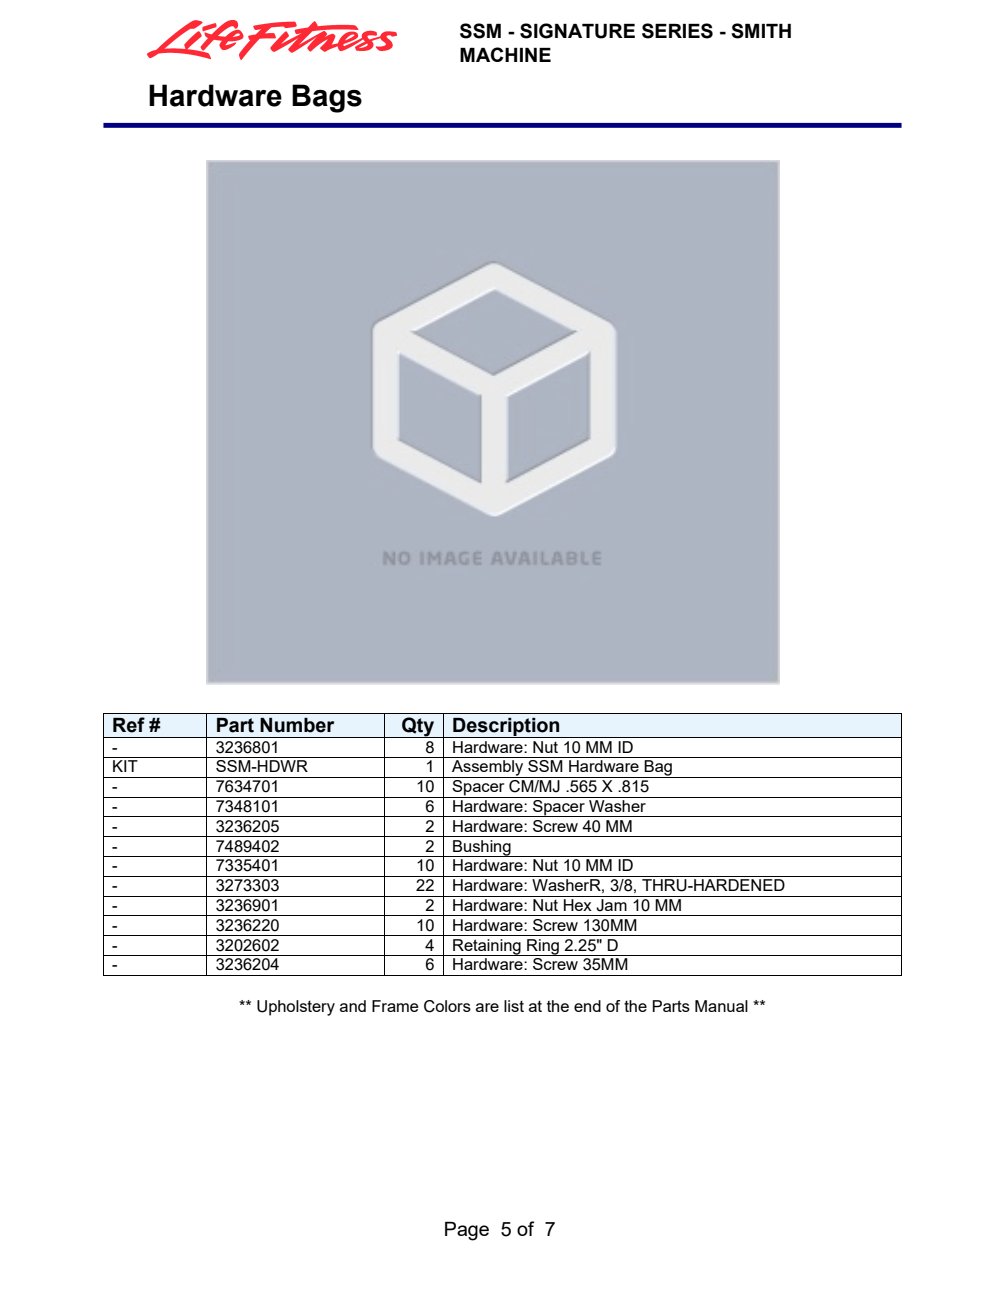 Life Fitness
SSM - SIGNATURE SERIES - SMITH
MACHINE
Hardware Bags
NO IMAGE AVAILABLE
Ref # Part Number Qty Description
- 3236801 8 Hardware: Nut 10 MM ID
KIT SSM-HDWR 1 Assembly SSM Hardware Bag
- 7634701 10 Spacer CM/MJ .565 X .815
- 7348101 6 Hardware: Spacer Washer
- 3236205 2 Hardware: Screw 40 MM
- 7489402 2 Bushing
- 7335401 10 Hardware: Nut 10 MM ID
- 3273303 22 Hardware: WasherR, 3/8, THRU-HARDENED
- 3236901 2 Hardware: Nut Hex Jam 10 MM
- 3236220 10 Hardware: Screw 130MM
- 3202602 4 Retaining Ring 2.25" D
- 3236204 6 Hardware: Screw 35MM
** Upholstery and Frame Colors are list at the end of the Parts Manual **
Page 5 of 7